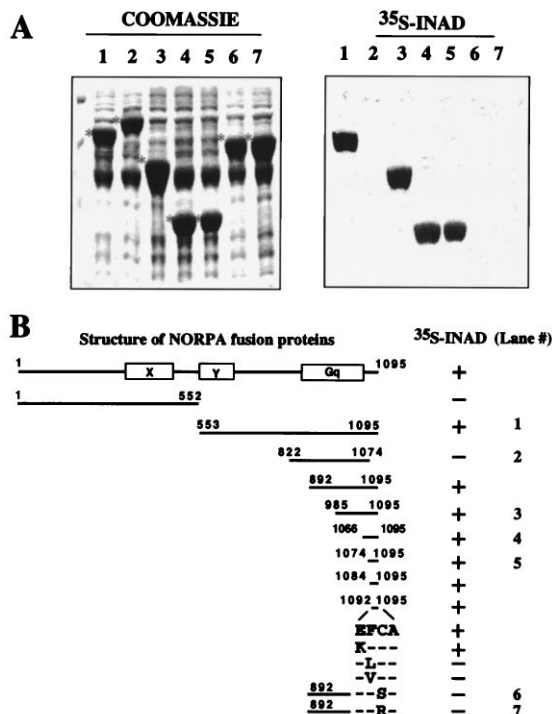 A
COOMASSIE
35S-INAD
1 2 3 4 5 6 7
1 2 3 4 5 6 7
* * * * * * *
B
Structure of NORPA fusion proteins
35S-INAD (Lane #)
1 X Y Gq 1095 +
1 552 −
553 1095 + 1
822 1074 − 2
892 1095 +
985 1095 + 3
1066 1095 + 4
1074 1095 + 5
1084 1095 +
1092 1095 +
EFCA +
K--- +
-L-- −
-V-- −
892 --S- − 6
892 --R- − 7